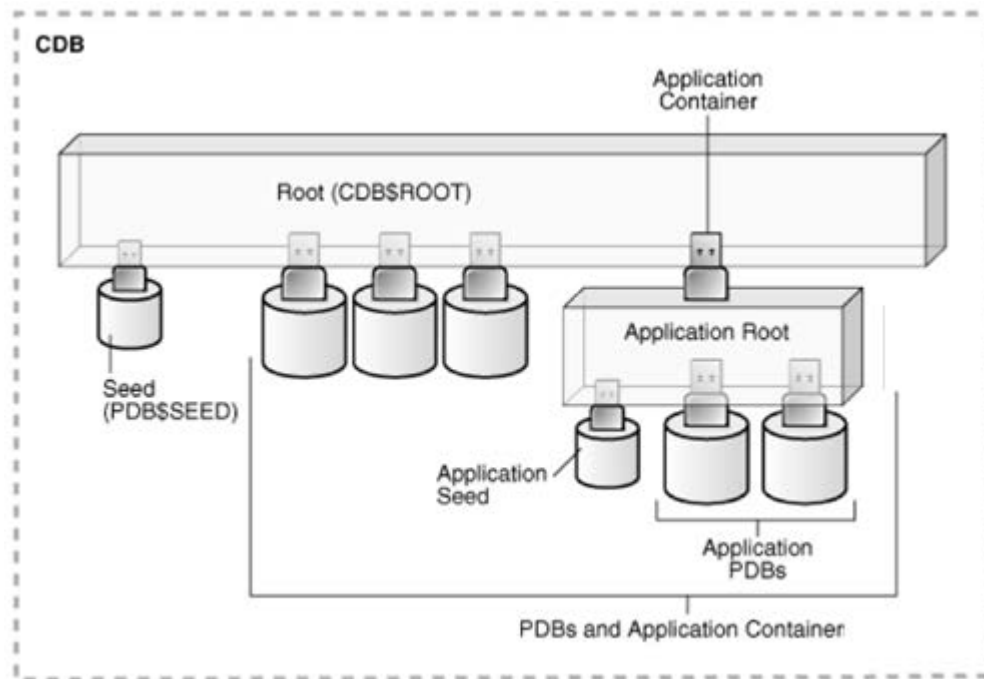 CDB
Application
Container
Root (CDB$ROOT)
Application Root
Seed
(PDB$SEED)
Application
Seed
Application
PDBs
PDBs and Application Container